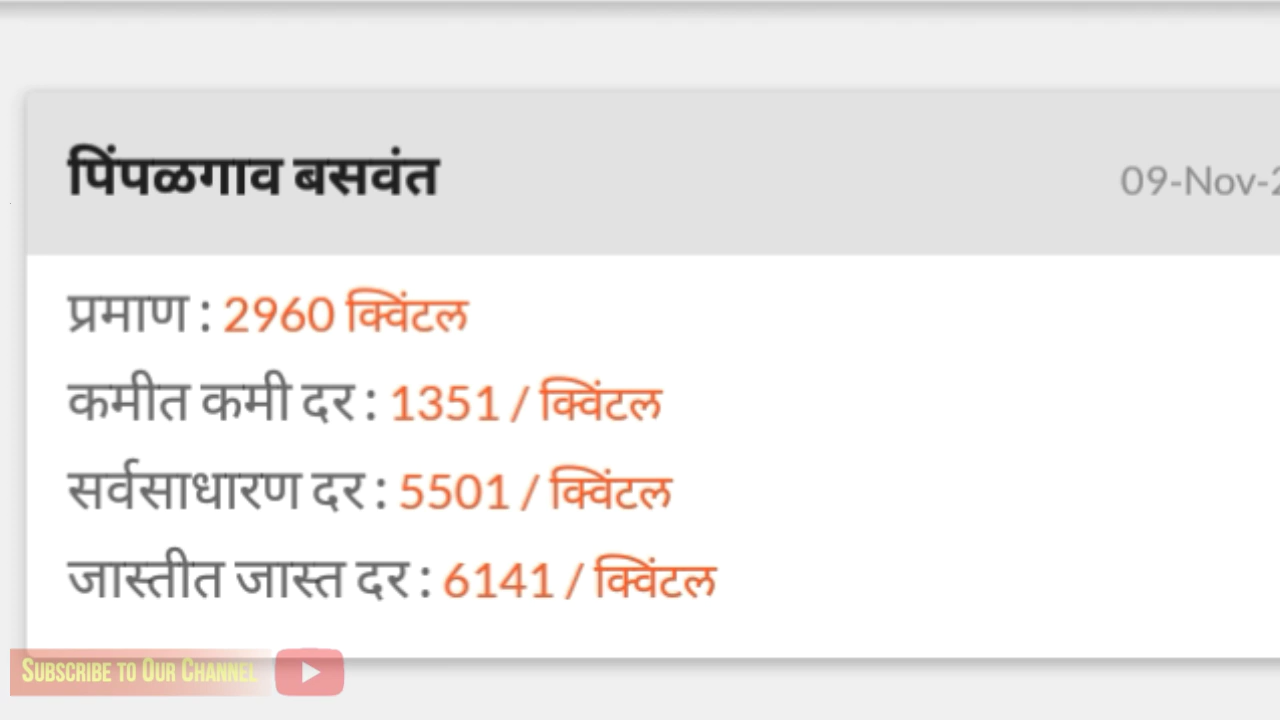 पिंपळगाव बसवंत
09-Nov-2
प्रमाण : 2960 क्विंटल
कमीत कमी दर : 1351 / क्विंटल
सर्वसाधारण दर : 5501 / क्विंटल
जास्तीत जास्त दर : 6141 / क्विंटल
SUBSCRIBE TO OUR CHANNEL